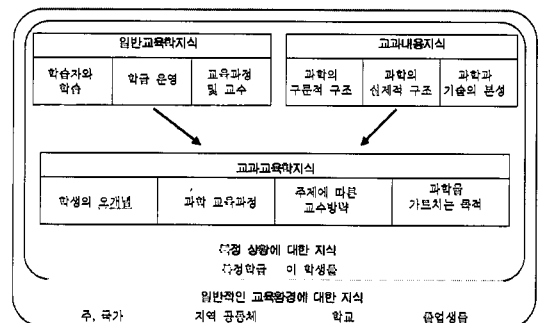 일반교육학지식
교과내용지식
학습자와 학습
학급 운영
교육과정 및 교수
과학의 구문적 구조
과학의 실제적 구조
과학과 기술의 본성
교과교육학지식
학생의 오개념
과학 교육과정
주제에 따른 교수방략
과학을 가르치는 목적
특정 상황에 대한 지식
특정학급 이 학생들
일반적인 교육환경에 대한 지식
주, 국가 지역 공동체 학교